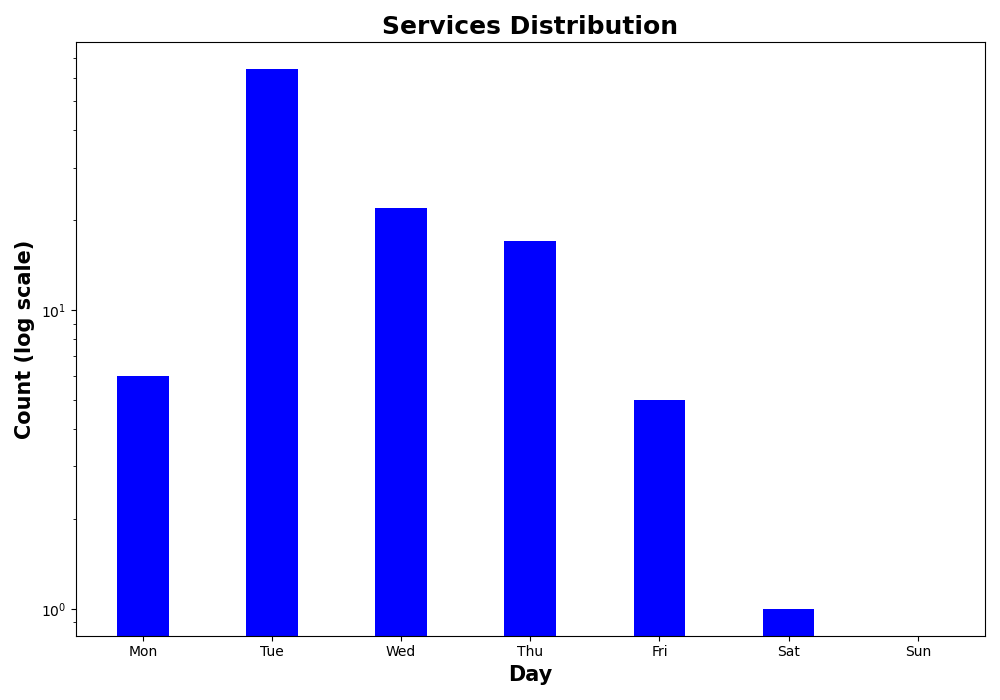 Services Distribution
Count (log scale)
10¹
10⁰
Mon Tue Wed Thu Fri Sat Sun
Day